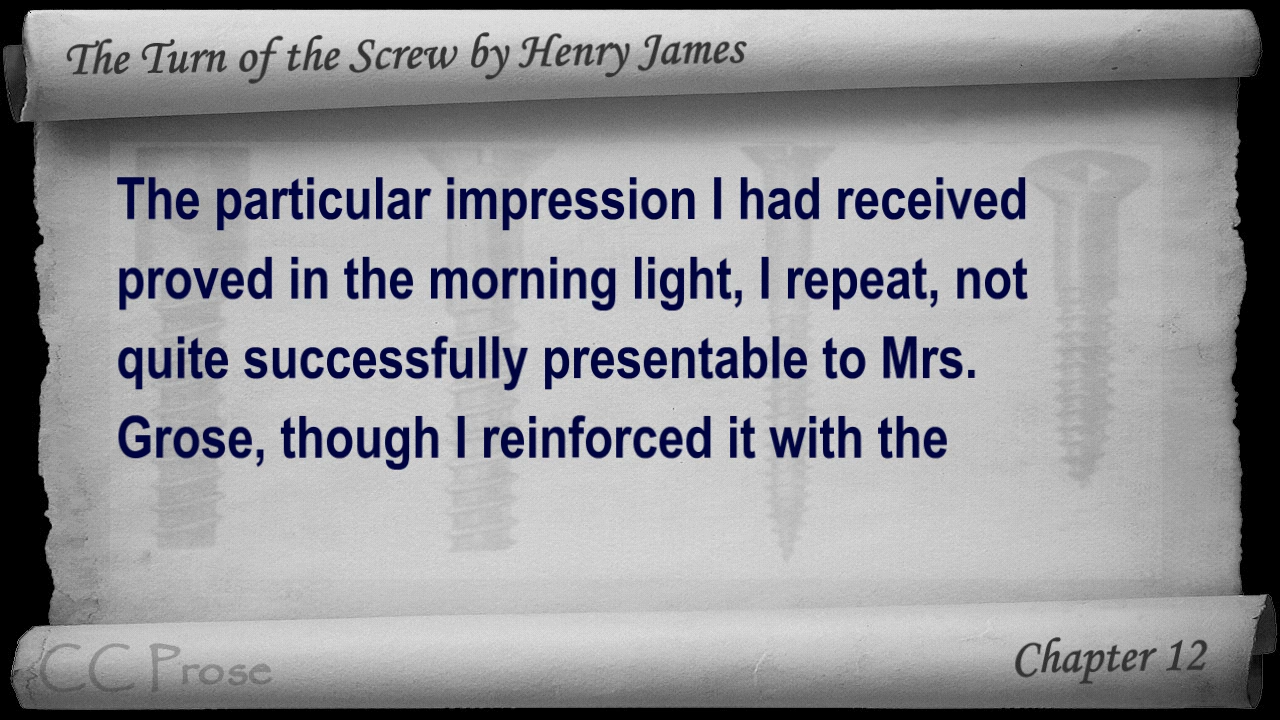 The Turn of the Screw by Henry James
The particular impression I had received
proved in the morning light, I repeat, not
quite successfully presentable to Mrs.
Grose, though I reinforced it with the
CC Prose
Chapter 12